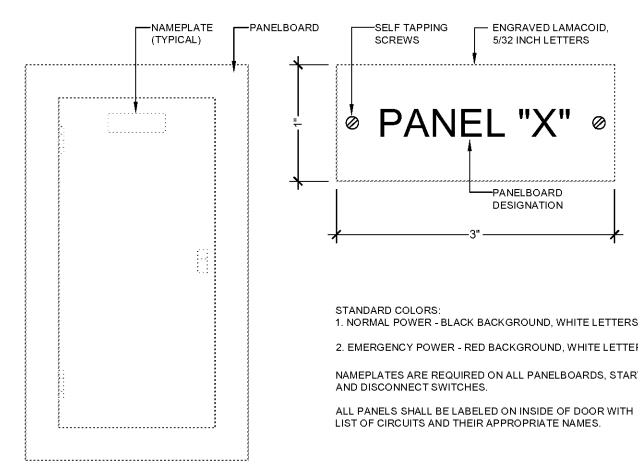 NAMEPLATE
(TYPICAL)
PANELBOARD
SELF TAPPING
SCREWS
ENGRAVED LAMACOID,
5/32 INCH LETTERS
1"
PANEL "X"
PANELBOARD
DESIGNATION
3"
STANDARD COLORS:
1. NORMAL POWER - BLACK BACKGROUND, WHITE LETTERS
2. EMERGENCY POWER - RED BACKGROUND, WHITE LETTE
NAMEPLATES ARE REQUIRED ON ALL PANELBOARDS, STAR
AND DISCONNECT SWITCHES.
ALL PANELS SHALL BE LABELED ON INSIDE OF DOOR WITH
LIST OF CIRCUITS AND THEIR APPROPRIATE NAMES.